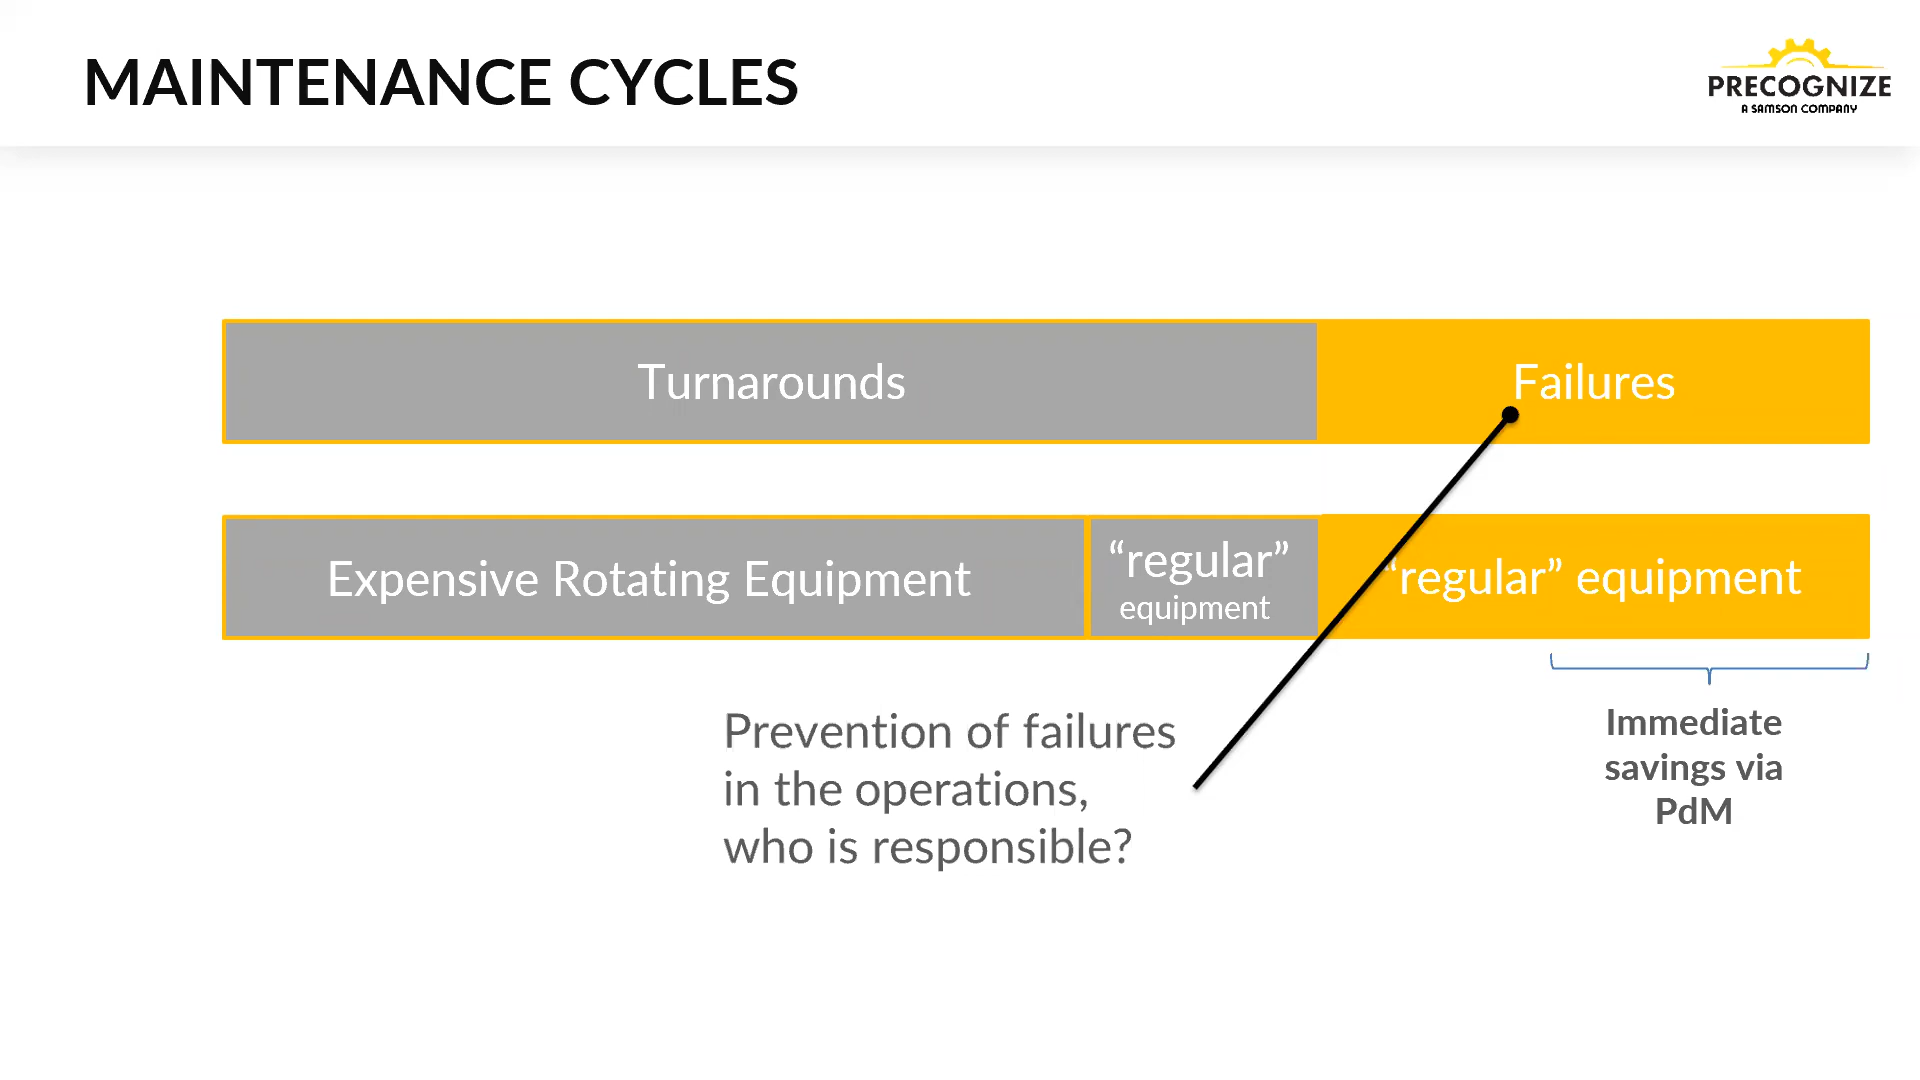 MAINTENANCE CYCLES
PRECOGNIZE
A SAMSON COMPANY
Turnarounds
Failures
Expensive Rotating Equipment
“regular”
equipment
“regular” equipment
Prevention of failures
in the operations,
who is responsible?
Immediate
savings via
PdM